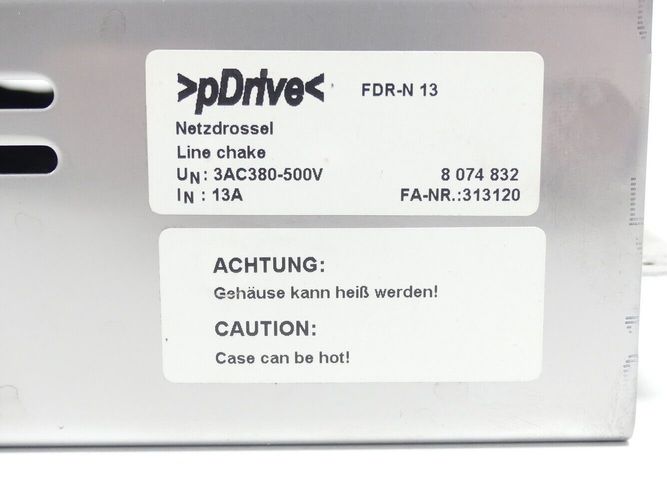 >pDrive< FDR-N 13
Netzdrossel
Line chake
UN: 3AC380-500V 8 074 832
IN : 13A FA-NR.:313120
ACHTUNG:
Gehäuse kann heiß werden!
CAUTION:
Case can be hot!